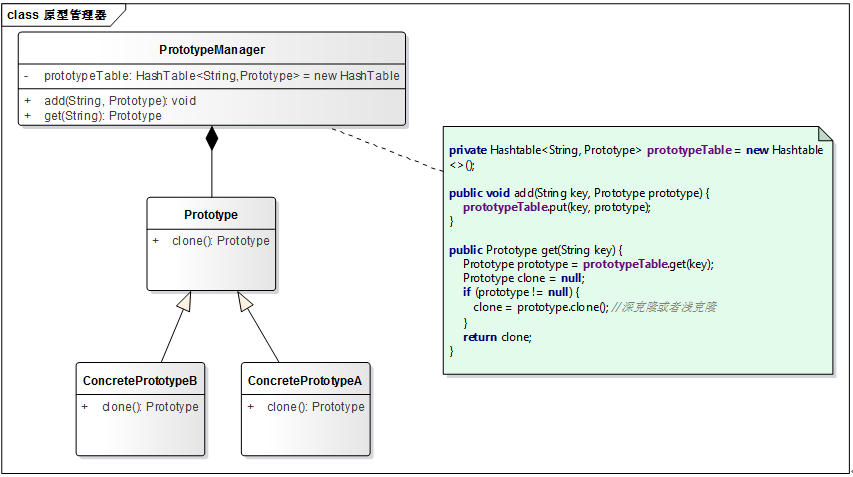 class 原型管理器
PrototypeManager
- prototypeTable: HashTable<String,Prototype> = new HashTable
+ add(String, Prototype): void
+ get(String): Prototype
private Hashtable<String, Prototype> prototypeTable = new Hashtable
<>();
public void add(String key, Prototype prototype) {
prototypeTable.put(key, prototype);
}
public Prototype get(String key) {
Prototype prototype = prototypeTable.get(key);
Prototype clone = null;
if (prototype != null) {
clone = prototype.clone(); //深克隆或者浅克隆
}
return clone;
}
Prototype
+ clone(): Prototype
ConcretePrototypeB
+ clone(): Prototype
ConcretePrototypeA
+ clone(): Prototype